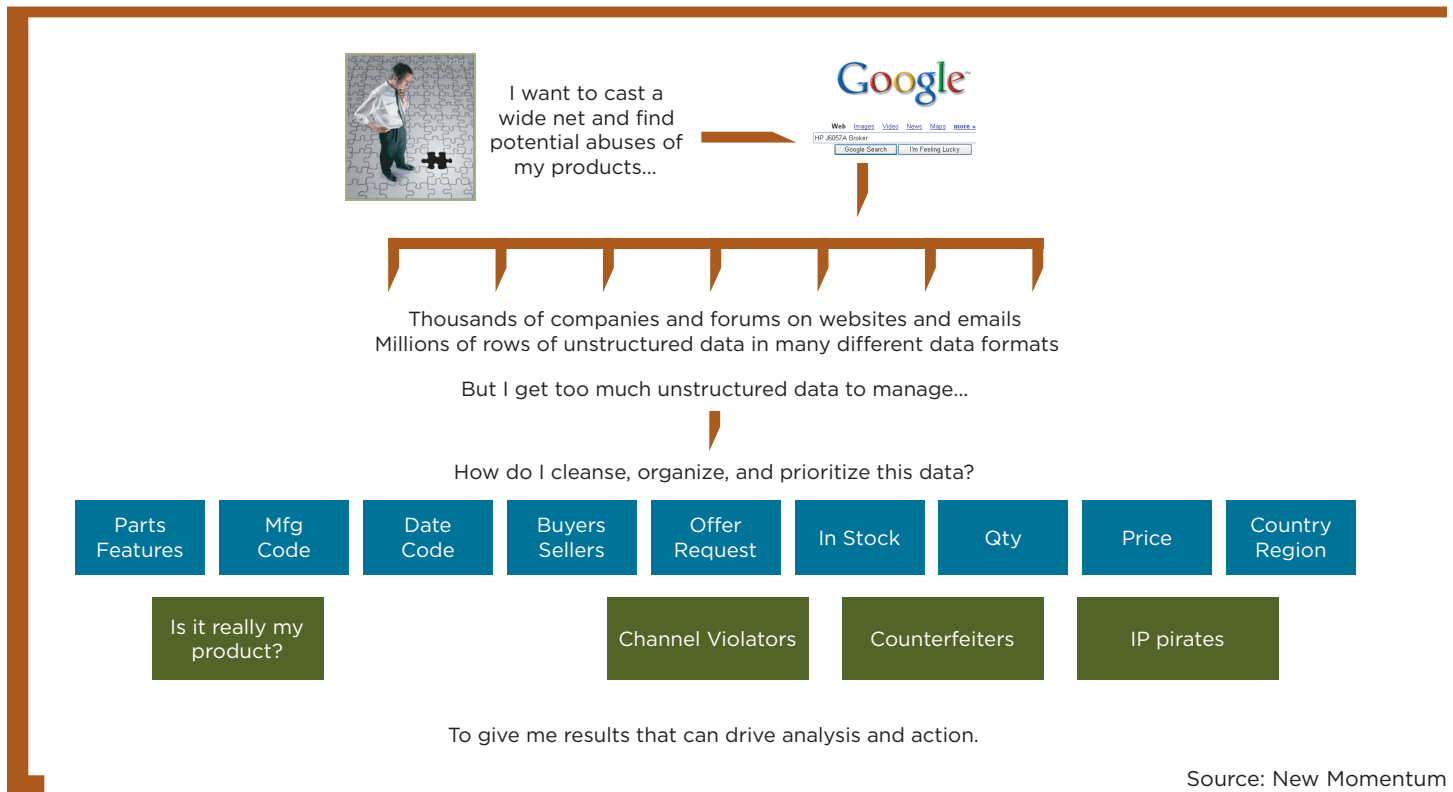 I want to cast a
wide net and find
potential abuses of
my products...
Google™
Web Images Video News Maps more »
HP J6057A Broker
Google Search I'm Feeling Lucky
Thousands of companies and forums on websites and emails
Millions of rows of unstructured data in many different data formats
But I get too much unstructured data to manage...
How do I cleanse, organize, and prioritize this data?
Parts
Features
Mfg
Code
Date
Code
Buyers
Sellers
Offer
Request
In Stock
Qty
Price
Country
Region
Is it really my
product?
Channel Violators
Counterfeiters
IP pirates
To give me results that can drive analysis and action.
Source: New Momentum